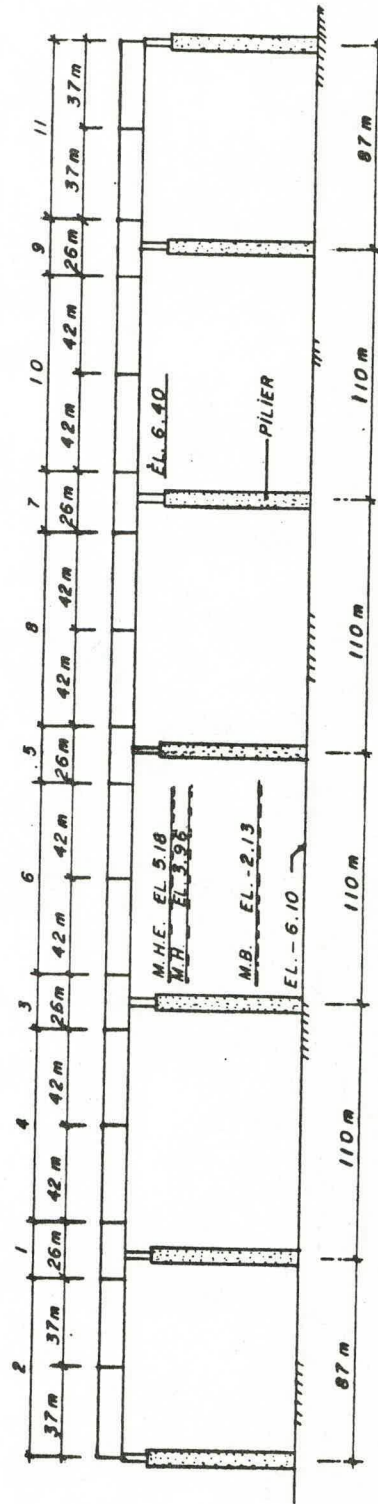 2 1 4 3 6 5 8 7 10 9 11
37m 37m 26m 42m 42m 26m 42m 42m 26m 42m 42m 26m 42m 42m 26m 37m 37m
ÉL. 6.40
M.H.E. EL 5.18
M.H EL 3.96
M.B. EL.-2.13
PILIER
EL.-6.10
87m 110m 110m 110m 110m 87m